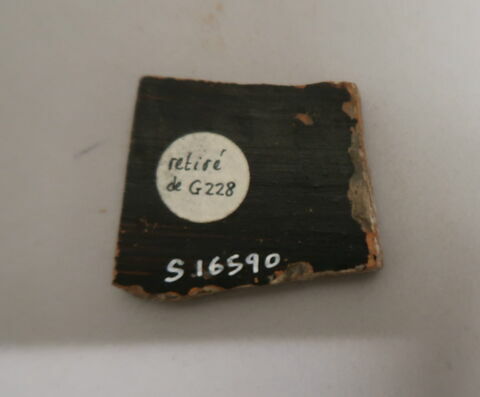 retiré
de G228
S 16590